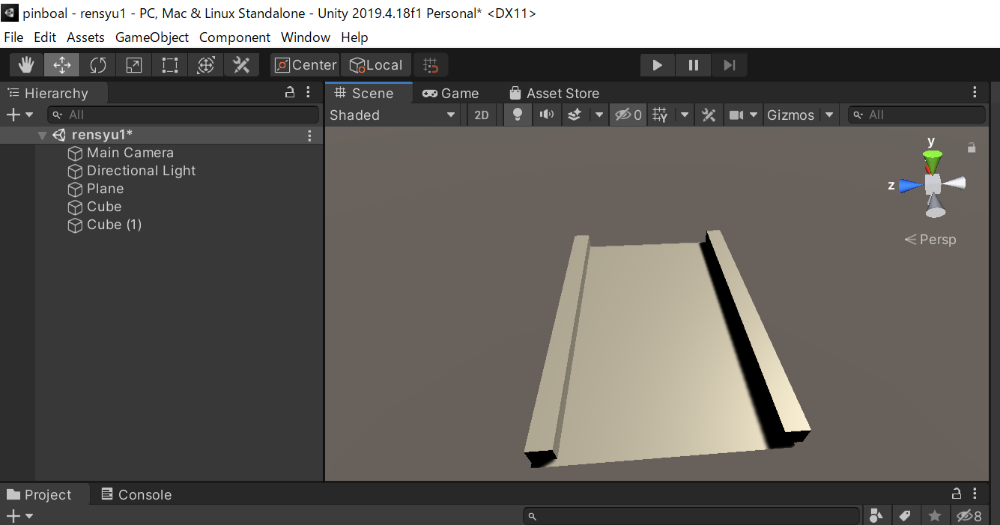 pinboal - rensyu1 - PC, Mac & Linux Standalone - Unity 2019.4.18f1 Personal* <DX11>
File Edit Assets GameObject Component Window Help
Center Local
Hierarchy
All
rensyu1*
Main Camera
Directional Light
Plane
Cube
Cube (1)
Scene Game Asset Store
Shaded 2D 0 Gizmos All
y
z
Persp
Project Console
8